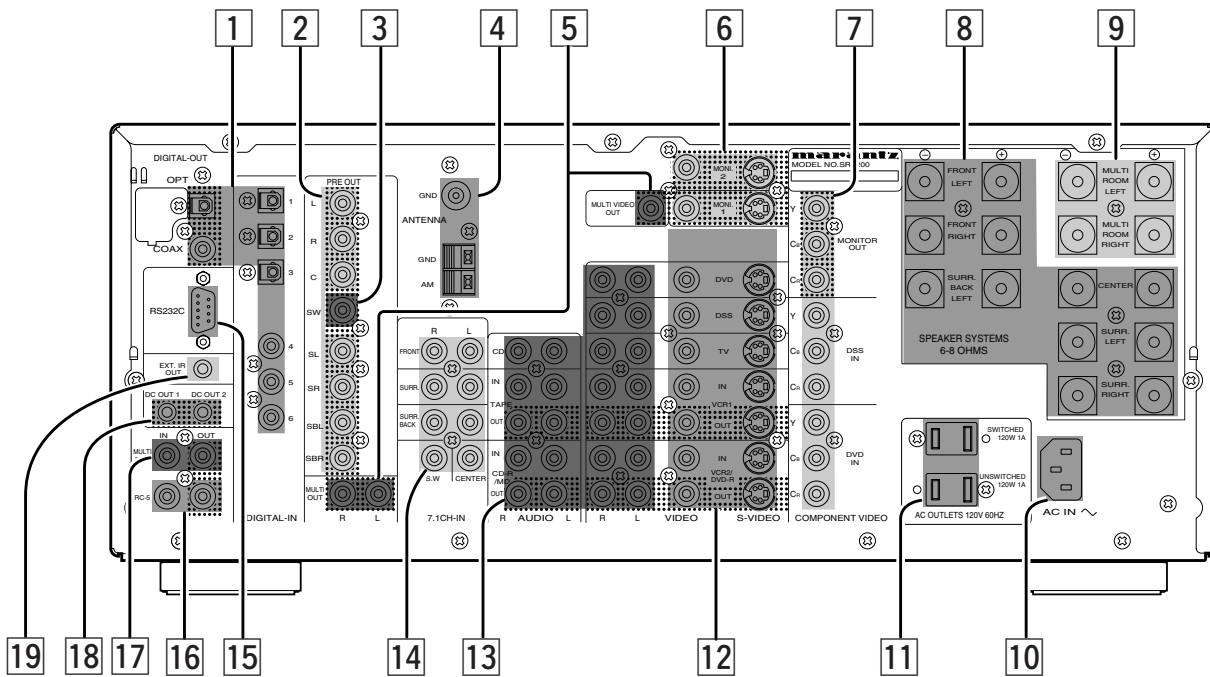 1 2 3 4 5 6 7 8 9
DIGITAL-OUT
OPT
COAX
1
2
3
4
5
6
DIGITAL-IN
RS232C
EXT. IR
OUT
DC OUT 1 DC OUT 2
IN OUT
MULTI
RC-5
PRE OUT
L
R
C
SW
SL
SR
SBL
SBR
MULTI
OUT
R L
GND
ANTENNA
GND
AM
R L
FRONT
SURR.
SURR.
BACK
S.W CENTER
7.1CH-IN
CD
IN
TAPE
OUT
IN
CD-R
/MD
OUT
R AUDIO L
MULTI VIDEO
OUT
MONI.
2
MONI.
1
DVD
DSS
TV
IN
VCR1
OUT
IN
VCR2/
DVD-R
OUT
R L VIDEO S-VIDEO
marantz
MODEL NO.SR 200
Y
CB
CR
MONITOR
OUT
Y
CB
CR
DSS
IN
Y
CB
CR
DVD
IN
COMPONENT VIDEO
− +
FRONT
LEFT
FRONT
RIGHT
SURR.
BACK
LEFT
SPEAKER SYSTEMS
6-8 OHMS
− +
MULTI
ROOM
LEFT
MULTI
ROOM
RIGHT
CENTER
SURR.
LEFT
SURR.
RIGHT
SWITCHED
120W 1A
UNSWITCHED
120W 1A
AC OUTLETS 120V 60HZ
AC IN ∼
19 18 17 16 15 14 13 12 11 10